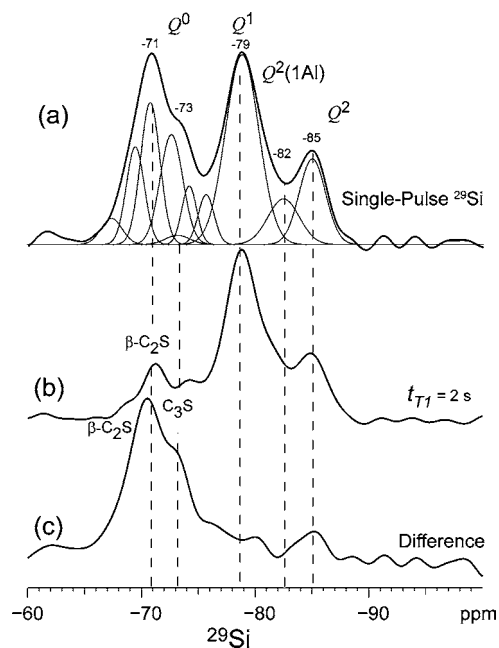 Q⁰ Q¹
-71 -79
Q²(1Al)
-73 Q²
(a) -82 -85
Single-Pulse ²⁹Si
β-C₂S
(b) t_T1 = 2 s
β-C₂S C₃S
(c) Difference
−60 −70 −80 −90 ppm
²⁹Si